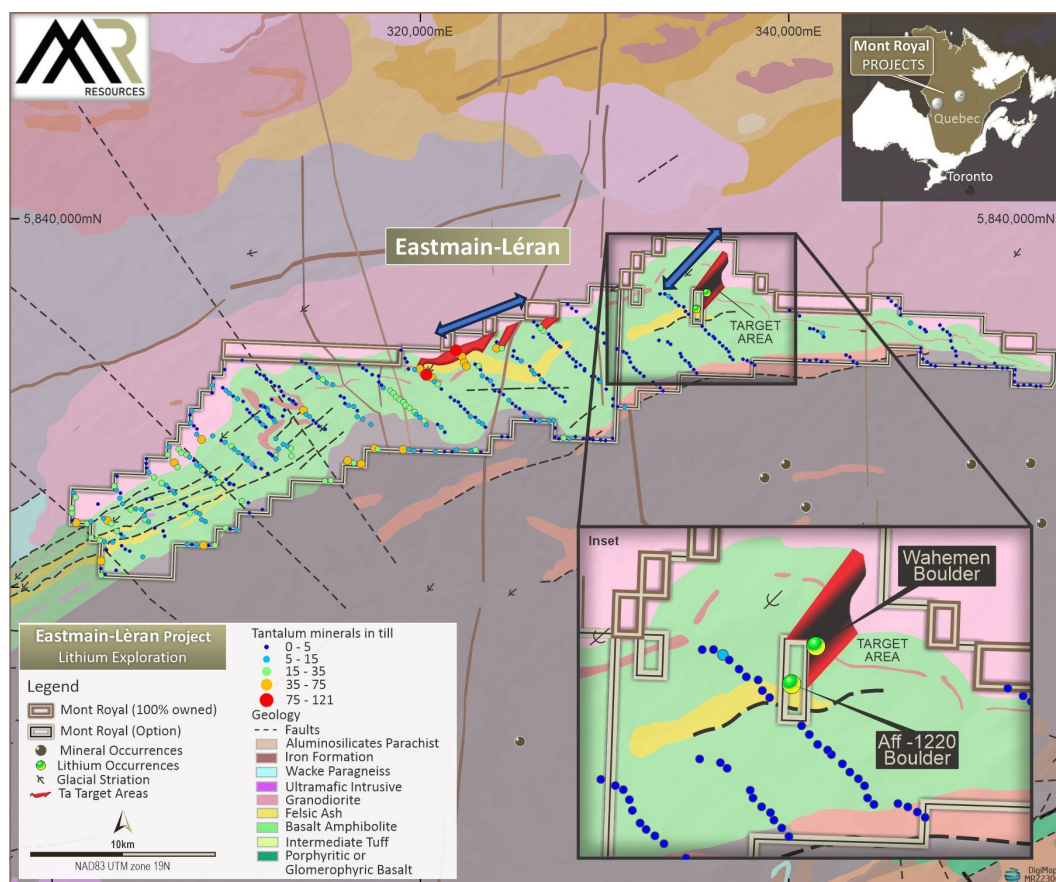 MR
RESOURCES
320,000mE
340,000mE
Mont Royal
PROJECTS
Quebec
Toronto
5,840,000mN
5,840,000mN
Eastmain-Léran
TARGET
AREA
Inset
Wahemen
Boulder
TARGET
AREA
Aff -1220
Boulder
Eastmain-Lèran Project
Lithium Exploration
Legend
Mont Royal (100% owned)
Mont Royal (Option)
Mineral Occurrences
Lithium Occurrences
Glacial Striation
Ta Target Areas
10km
NAD83 UTM zone 19N
Tantalum minerals in till
0 - 5
5 - 15
15 - 35
35 - 75
75 - 121
Geology
Faults
Aluminosilicates Parachist
Iron Formation
Wacke Paragneiss
Ultramafic Intrusive
Granodiorite
Felsic Ash
Basalt Amphibolite
Intermediate Tuff
Porphyritic or
Glomerophyric Basalt